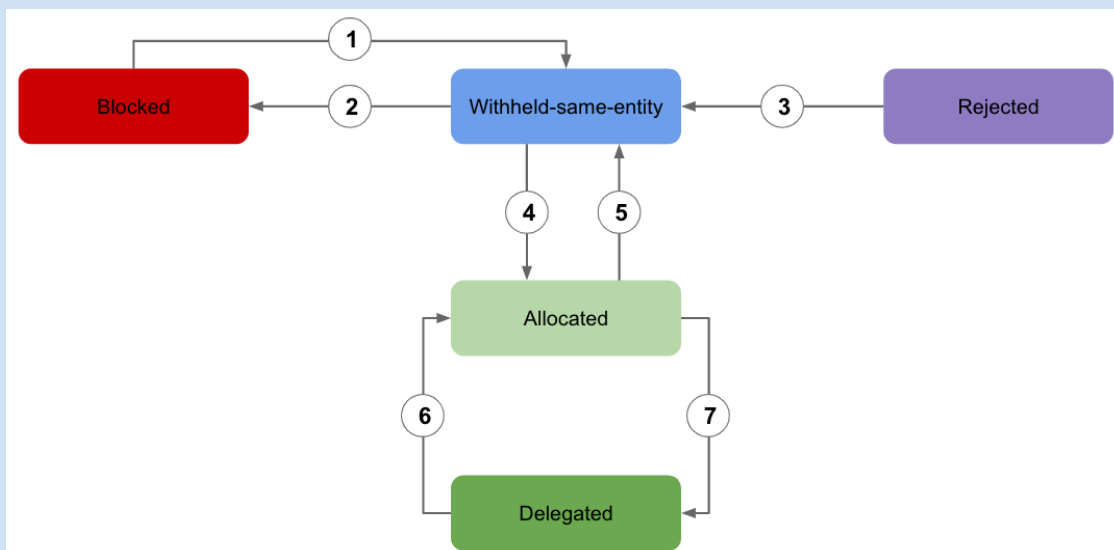 1
Blocked
2
Withheld-same-entity
3
Rejected
4
5
Allocated
6
7
Delegated